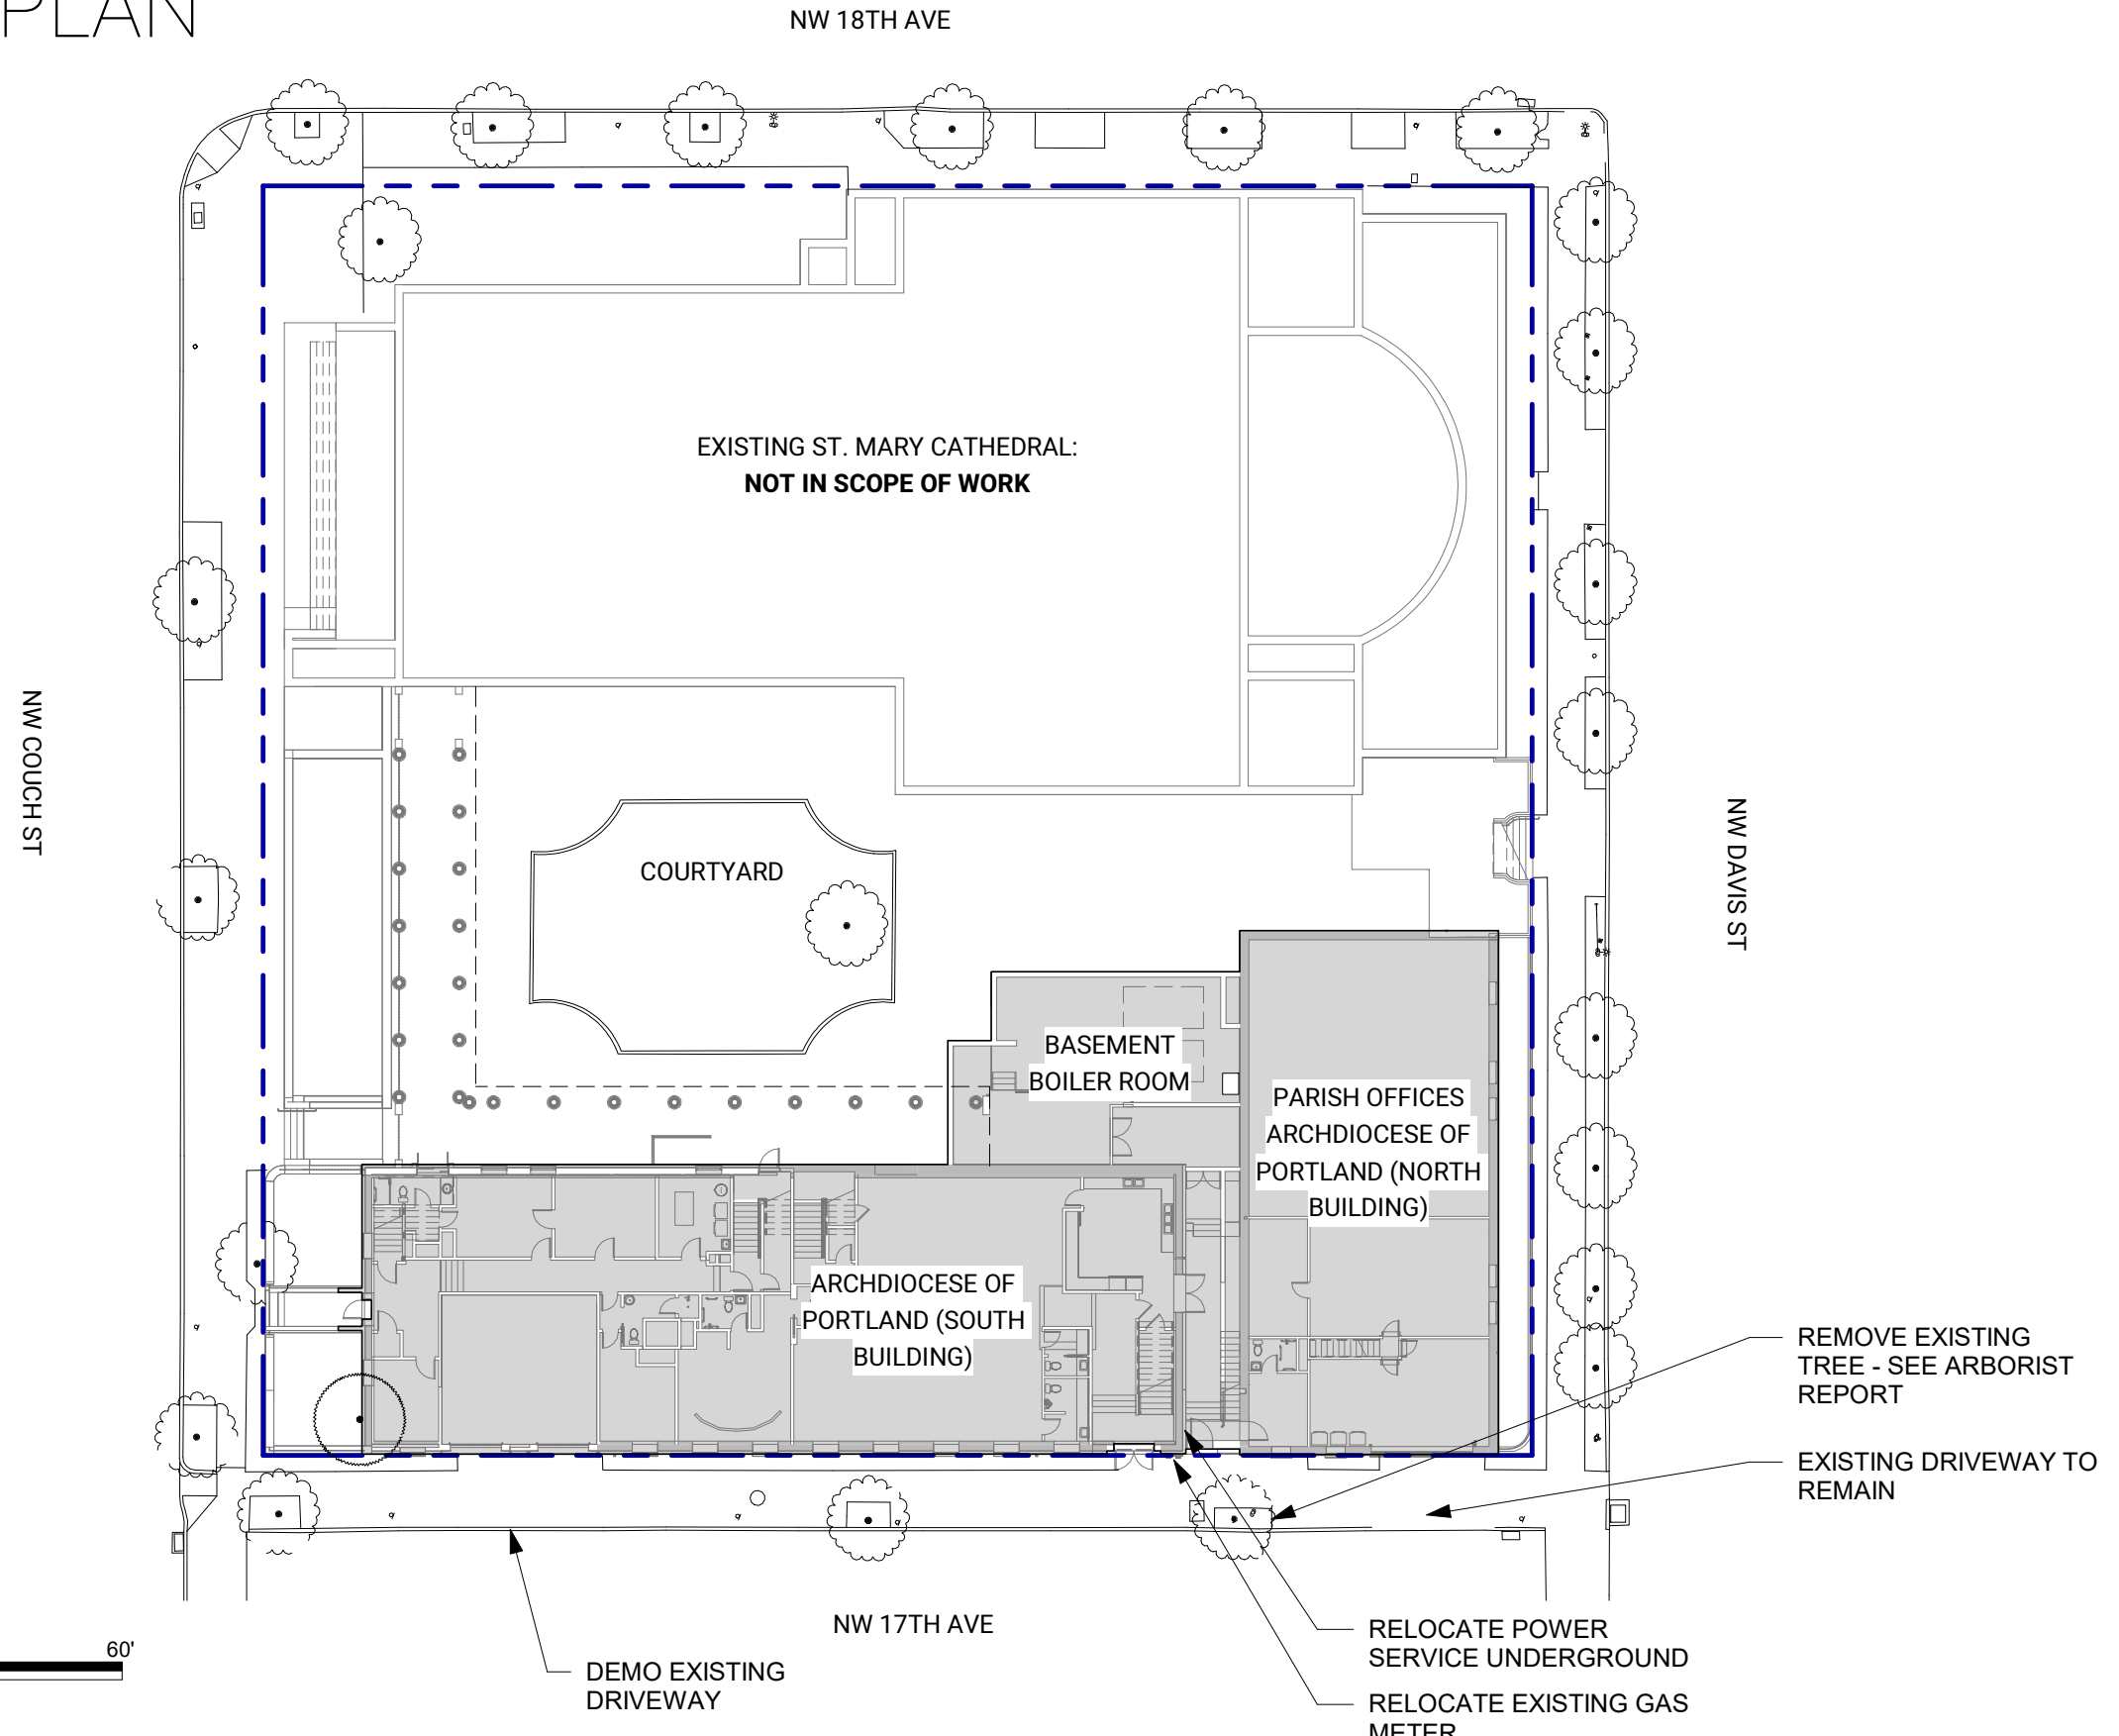 PLAN
NW 18TH AVE
EXISTING ST. MARY CATHEDRAL:
NOT IN SCOPE OF WORK
NW COUCH ST
NW DAVIS ST
COURTYARD
BASEMENT
BOILER ROOM
PARISH OFFICES
ARCHDIOCESE OF
PORTLAND (NORTH
BUILDING)
ARCHDIOCESE OF
PORTLAND (SOUTH
BUILDING)
REMOVE EXISTING
TREE - SEE ARBORIST
REPORT
EXISTING DRIVEWAY TO
REMAIN
NW 17TH AVE
RELOCATE POWER
SERVICE UNDERGROUND
60'
DEMO EXISTING
DRIVEWAY
RELOCATE EXISTING GAS
METER